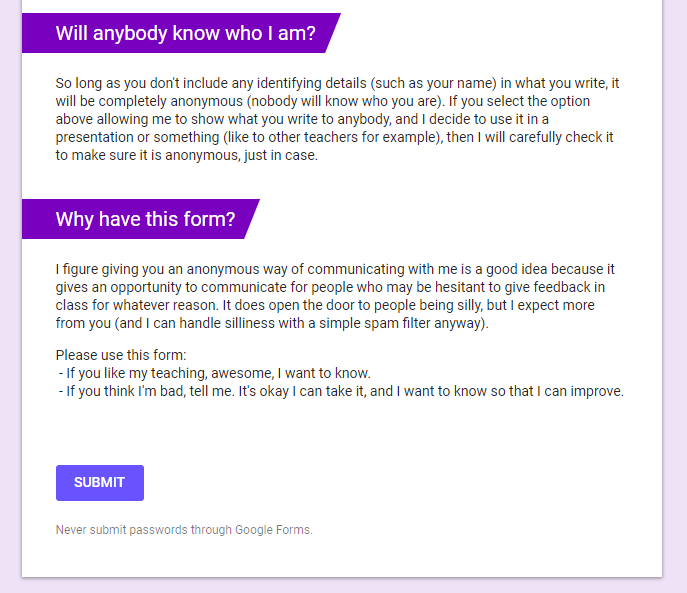 Will anybody know who I am?
So long as you don't include any identifying details (such as your name) in what you write, it
will be completely anonymous (nobody will know who you are). If you select the option
above allowing me to show what you write to anybody, and I decide to use it in a
presentation or something (like to other teachers for example), then I will carefully check it
to make sure it is anonymous, just in case.
Why have this form?
I figure giving you an anonymous way of communicating with me is a good idea because it
gives an opportunity to communicate for people who may be hesitant to give feedback in
class for whatever reason. It does open the door to people being silly, but I expect more
from you (and I can handle silliness with a simple spam filter anyway).
Please use this form:
- If you like my teaching, awesome, I want to know.
- If you think I'm bad, tell me. It's okay I can take it, and I want to know so that I can improve.
SUBMIT
Never submit passwords through Google Forms.